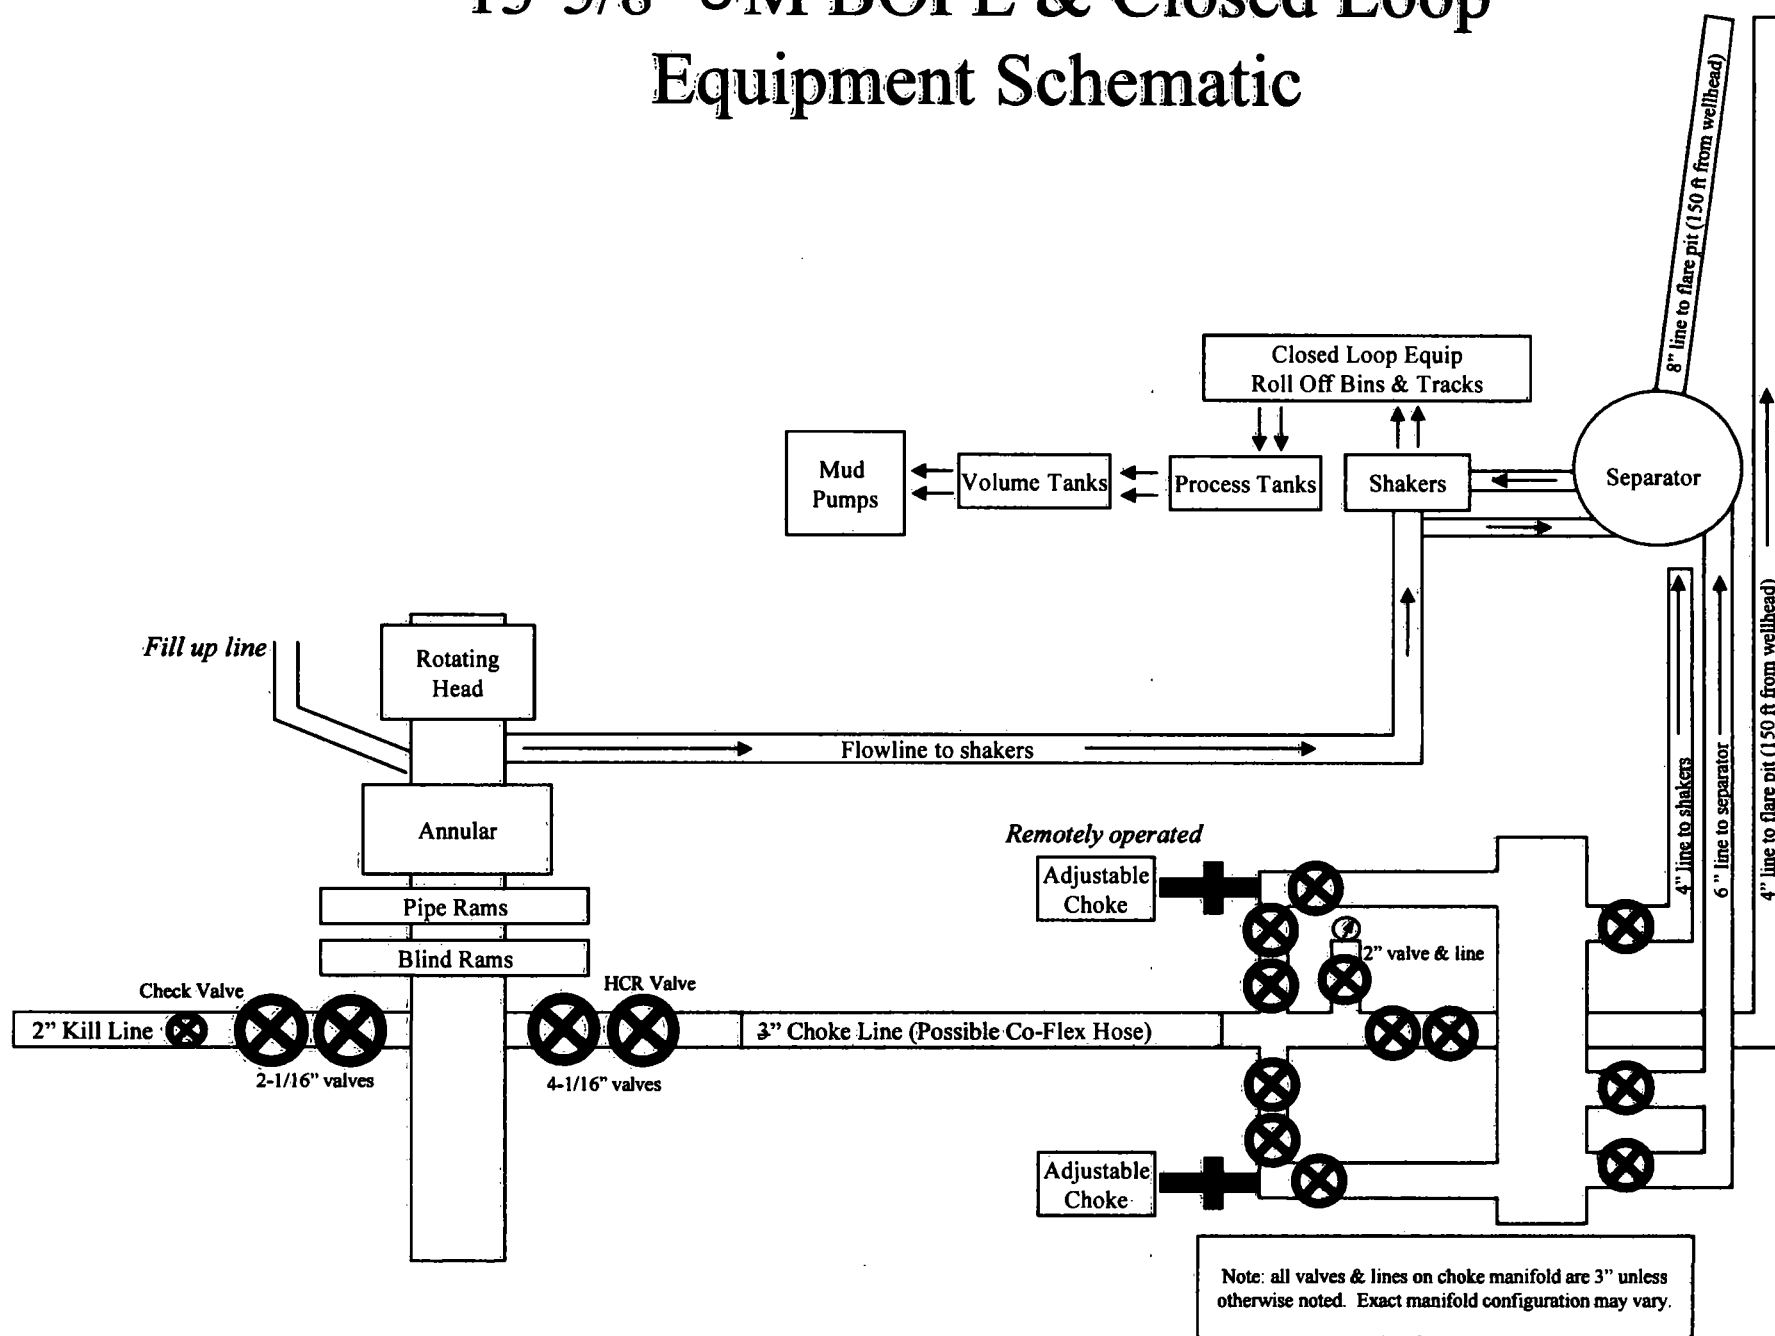 BOPE & Closed Loop
Equipment Schematic
8” line to flare pit (150 ft from wellhead)
Closed Loop Equip
Roll Off Bins & Tracks
Mud
Pumps
Volume Tanks
Process Tanks
Shakers
Separator
Fill up line
Rotating
Head
Flowline to shakers
4” line to shakers
6” line to separator
4” line to flare pit (150 ft from wellhead)
Annular
Remotely operated
Adjustable
Choke
Pipe Rams
Blind Rams
2” valve & line
Check Valve
HCR Valve
2” Kill Line
3” Choke Line (Possible Co-Flex Hose)
2-1/16” valves
4-1/16” valves
Adjustable
Choke
Note: all valves & lines on choke manifold are 3” unless
otherwise noted. Exact manifold configuration may vary.